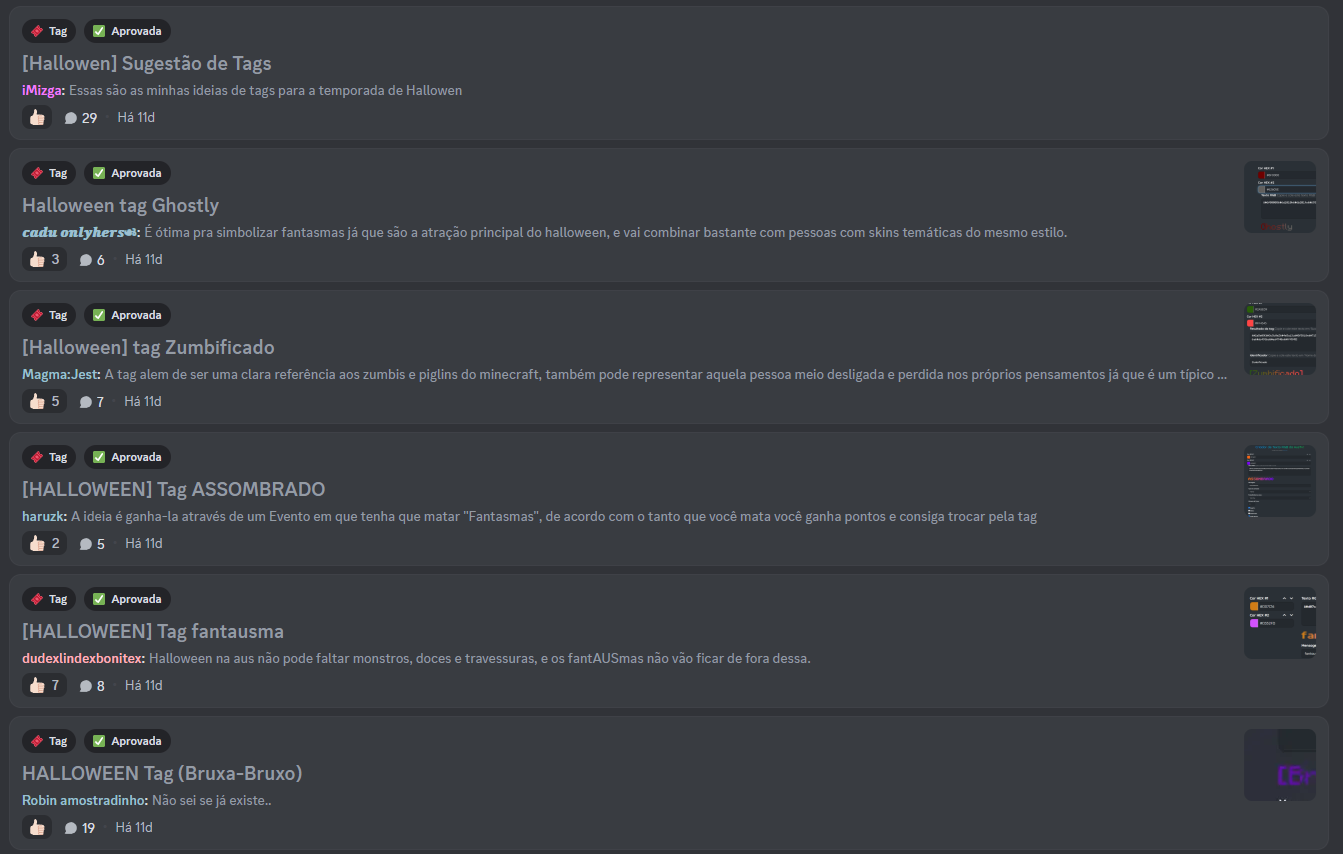 Tag Aprovada
[Hallowen] Sugestão de Tags
iMizga: Essas são as minhas ideias de tags para a temporada de Hallowen
29 · Há 11d
Tag Aprovada
Halloween tag Ghostly
cadu onlyhers: É ótima pra simbolizar fantasmas já que são a atração principal do halloween, e vai combinar bastante com pessoas com skins temáticas do mesmo estilo.
3 6 · Há 11d
Tag Aprovada
[Halloween] tag Zumbificado
Magma:Jest: A tag alem de ser uma clara referência aos zumbis e piglins do minecraft, também pode representar aquela pessoa meio desligada e perdida nos próprios pensamentos já que é um típico ...
5 7 · Há 11d
[Zumbificado]
Tag Aprovada
[HALLOWEEN] Tag ASSOMBRADO
haruzk: A ideia é ganha-la através de um Evento em que tenha que matar "Fantasmas", de acordo com o tanto que você mata você ganha pontos e consiga trocar pela tag
2 5 · Há 11d
Tag Aprovada
[HALLOWEEN] Tag fantausma
dudexlindexbonitex: Halloween na aus não pode faltar monstros, doces e travessuras, e os fantAUSmas não vão ficar de fora dessa.
7 8 · Há 11d
Cor HEX #1
Cor HEX #2
Tag Aprovada
HALLOWEEN Tag (Bruxa-Bruxo)
Robin amostradinho: Não sei se já existe..
19 · Há 11d
[Br